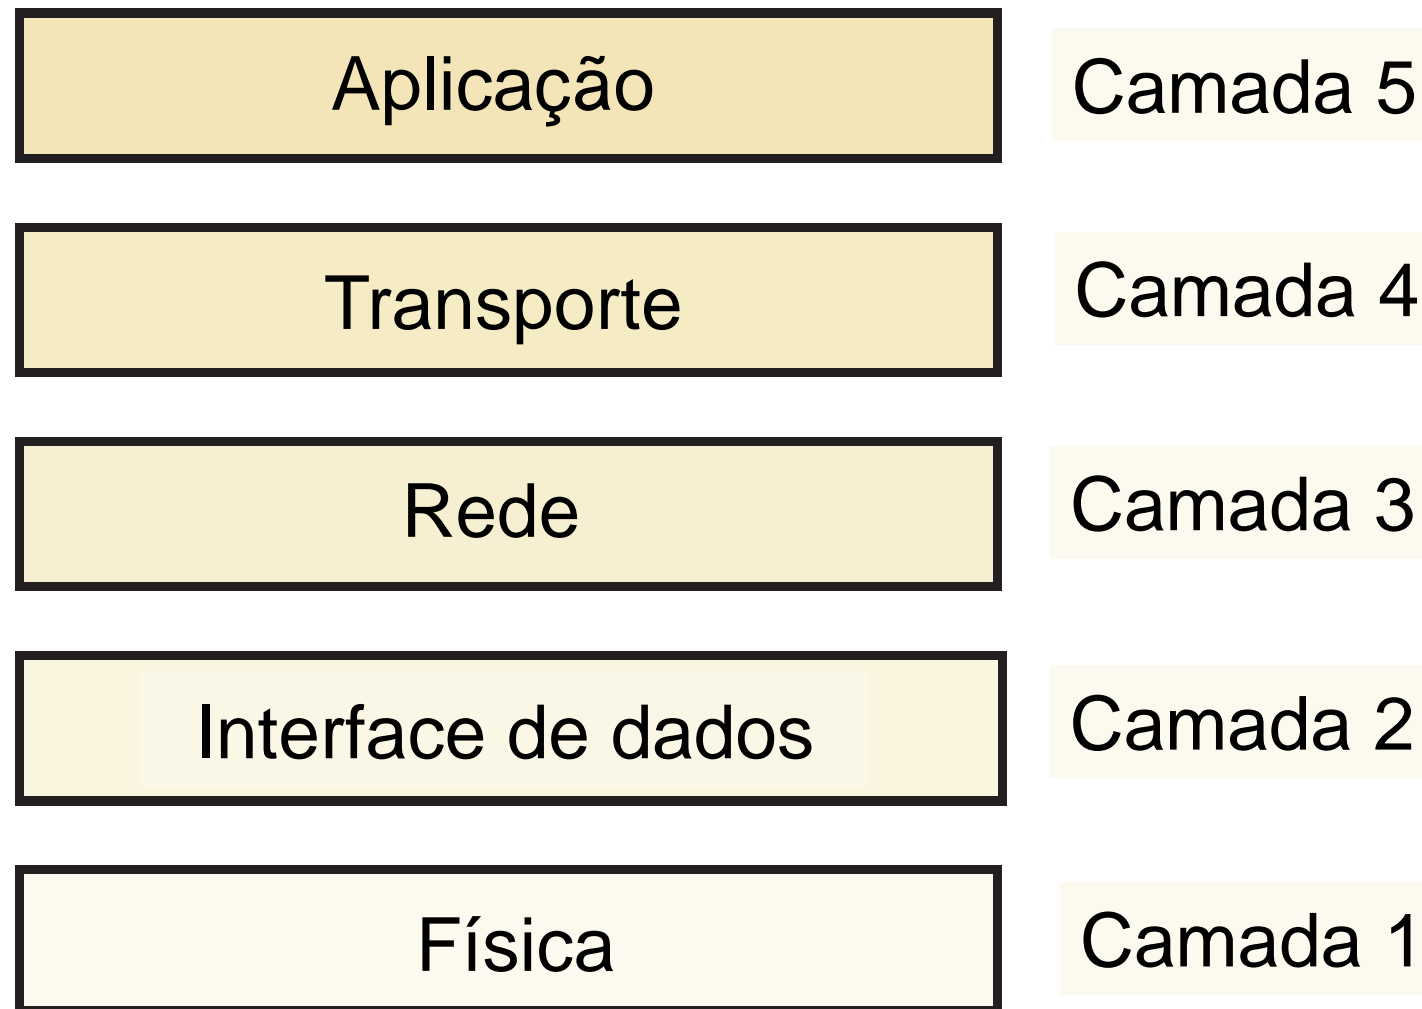 Aplicação Camada 5
Transporte Camada 4
Rede Camada 3
Interface de dados Camada 2
Física Camada 1